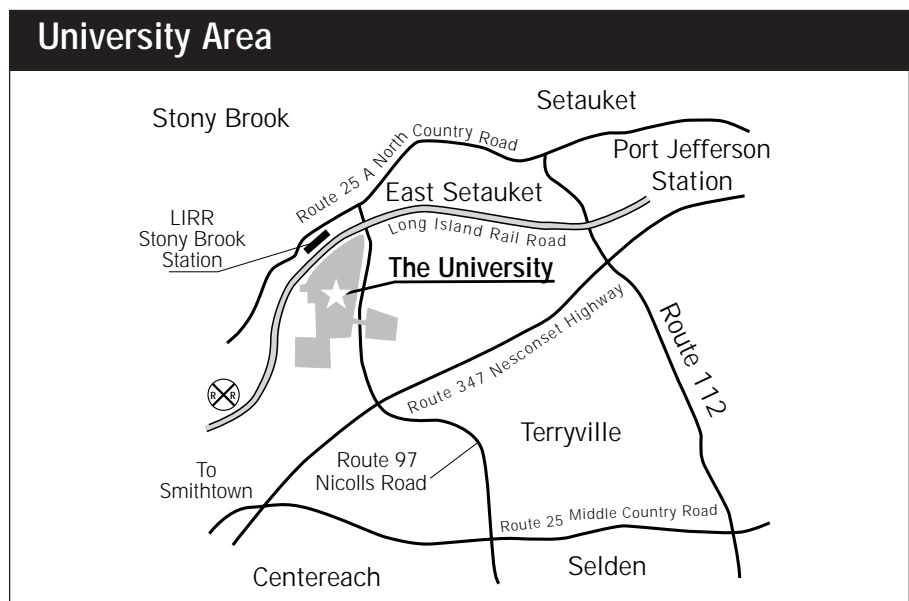 University Area
Setauket
Stony Brook
Route 25 A North Country Road
Port Jefferson
Station
East Setauket
LIRR
Stony Brook
Station
Long Island Rail Road
The University
Route 347 Nesconset Highway
Route 112
R R
Terryville
Route 97
Nicolls Road
To
Smithtown
Route 25 Middle Country Road
Centereach
Selden